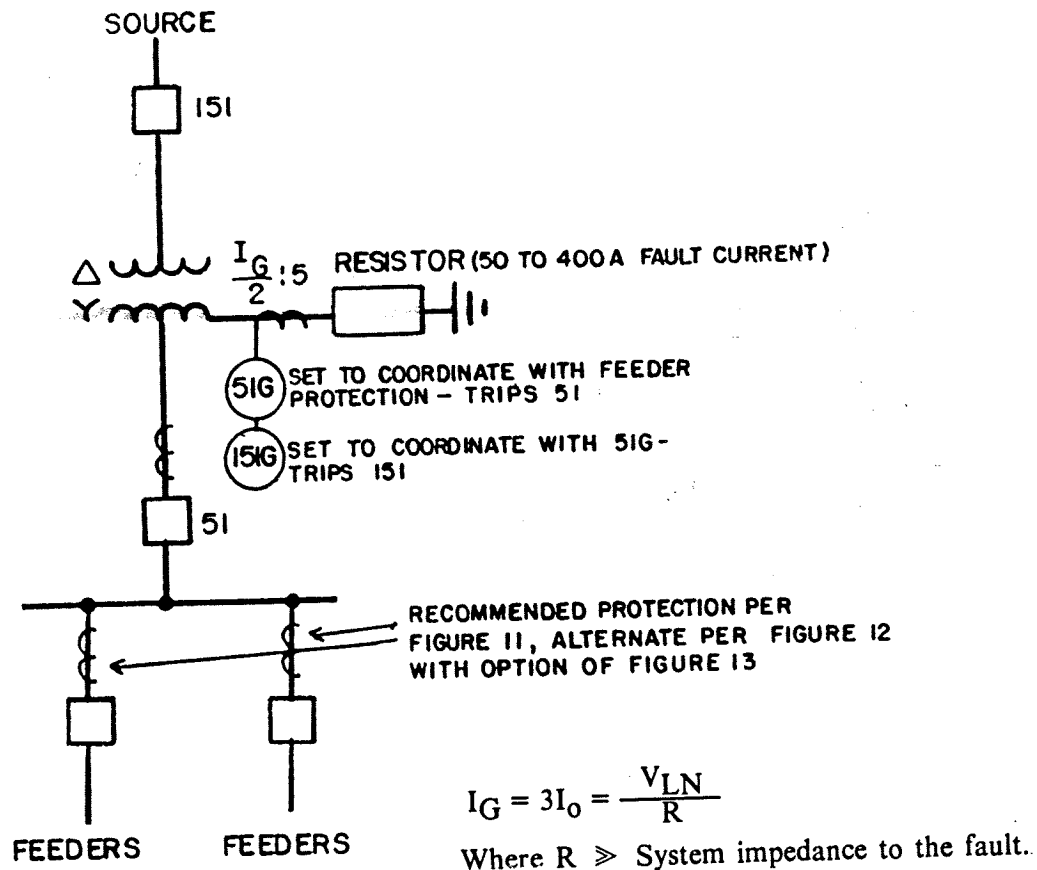 SOURCE
151
Δ
Y
I_G/2 :5
RESISTOR (50 TO 400A FAULT CURRENT)
51G
SET TO COORDINATE WITH FEEDER
PROTECTION - TRIPS 51
151G
SET TO COORDINATE WITH 51G-
TRIPS 151
51
RECOMMENDED PROTECTION PER
FIGURE 11, ALTERNATE PER FIGURE 12
WITH OPTION OF FIGURE 13
FEEDERS
FEEDERS
I_G = 3I_o = V_LN/R
Where R ≫ System impedance to the fault.